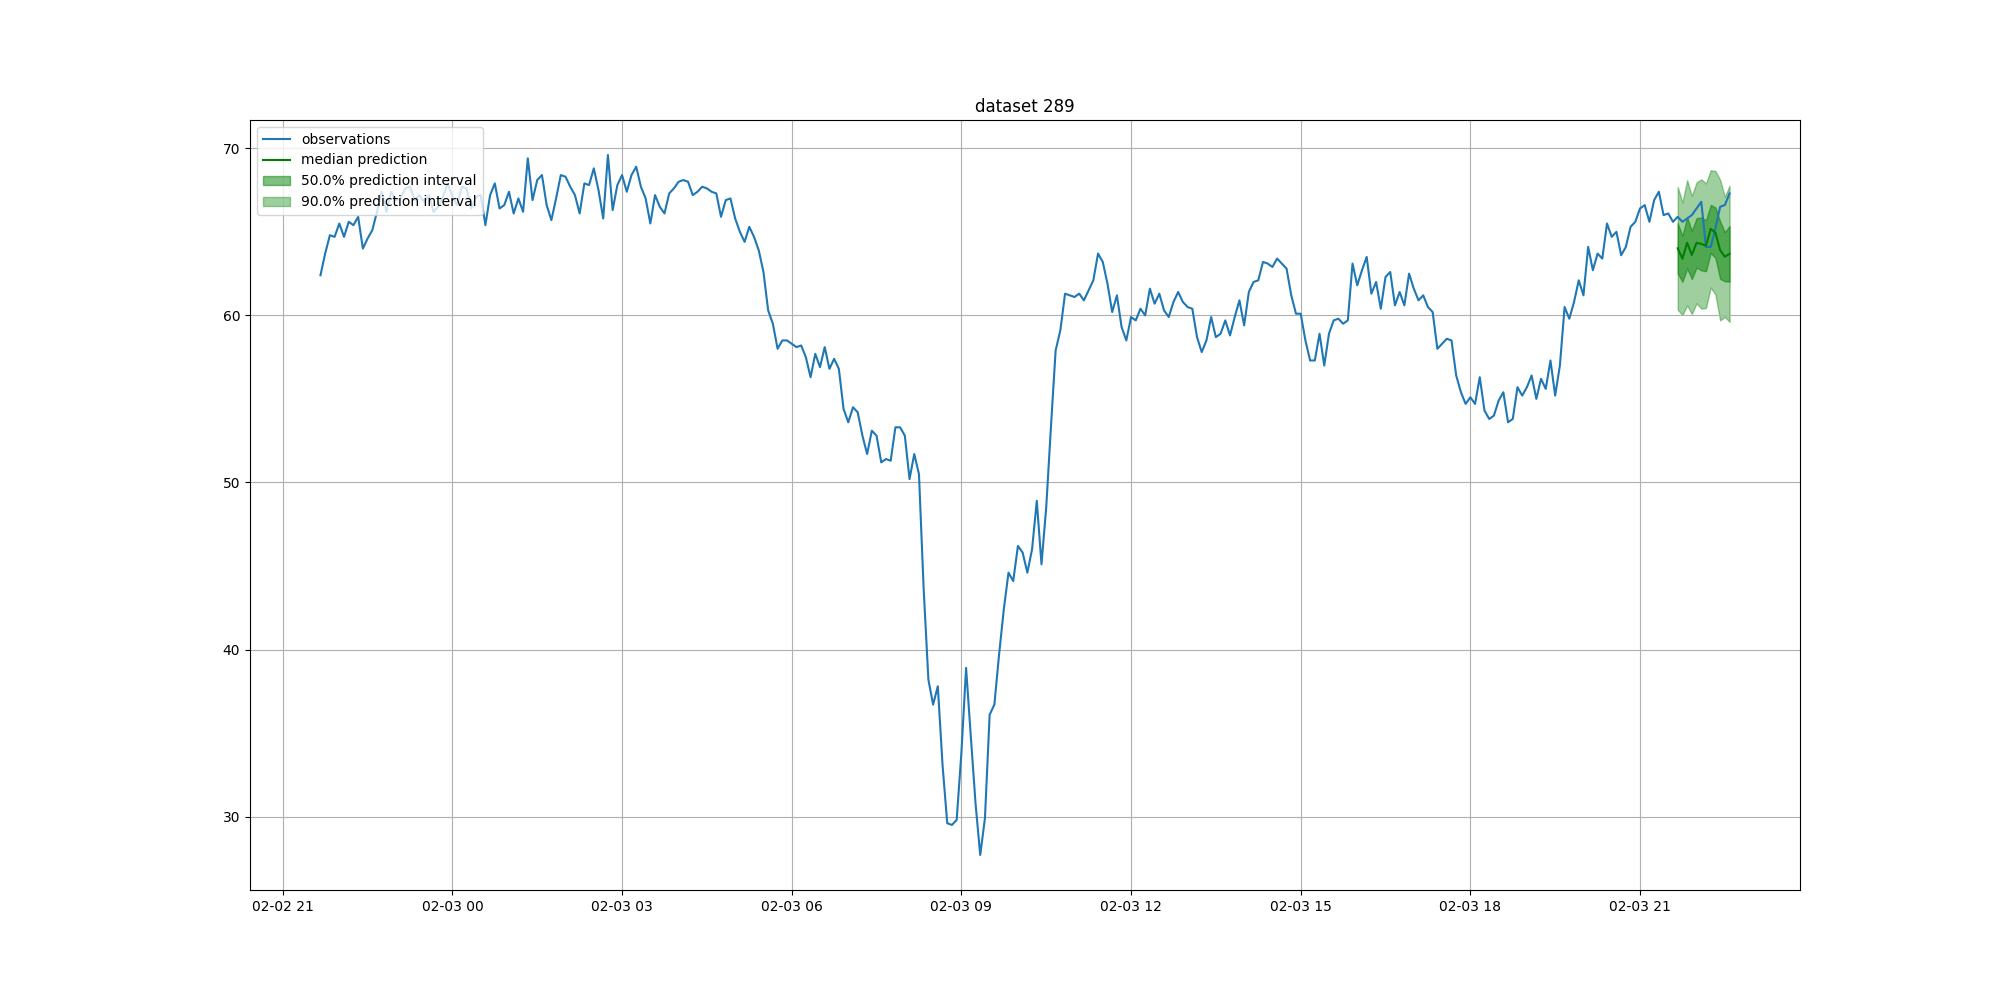 dataset 289
observations
median prediction
50.0% prediction interval
90.0% prediction interval
70
60
50
40
30
02-02 21
02-03 00
02-03 03
02-03 06
02-03 09
02-03 12
02-03 15
02-03 18
02-03 21